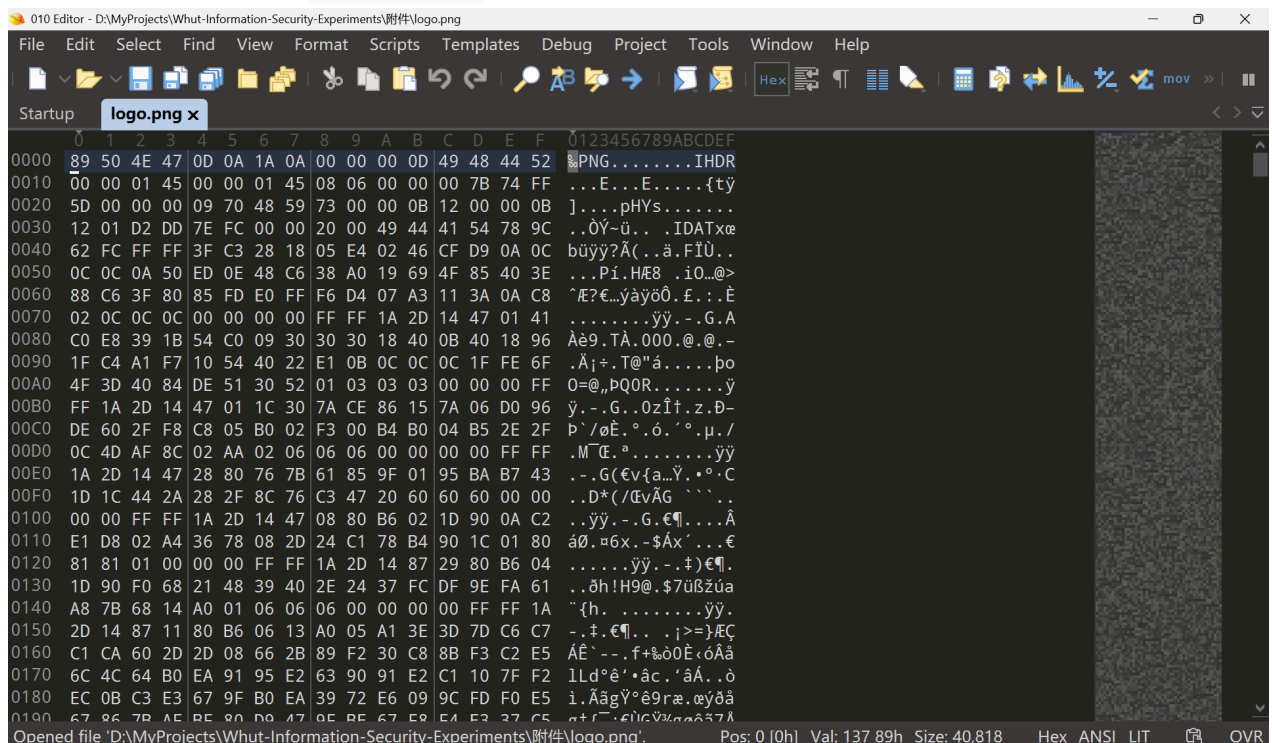 010 Editor - D:\MyProjects\Whut-Information-Security-Experiments\附件\logo.png
File Edit Select Find View Format Scripts Templates Debug Project Tools Window Help
Hex mov »
Startup logo.png ×
0 1 2 3 4 5 6 7 8 9 A B C D E F 0123456789ABCDEF
0000 89 50 4E 47 0D 0A 1A 0A 00 00 00 0D 49 48 44 52 ‰PNG........IHDR
0010 00 00 01 45 00 00 01 45 08 06 00 00 00 7B 74 FF ...E...E.....{tÿ
0020 5D 00 00 00 09 70 48 59 73 00 00 0B 12 00 00 0B ]....pHYs.......
0030 12 01 D2 DD 7E FC 00 00 20 00 49 44 41 54 78 9C ..ÒÝ~ü.. .IDATxœ
0040 62 FC FF FF 3F C3 28 18 05 E4 02 46 CF D9 0A 0C büÿÿ?Ã(..ä.FÏÙ..
0050 0C 0C 0A 50 ED 0E 48 C6 38 A0 19 69 4F 85 40 3E ...Pí.HÆ8 .iO…@>
0060 88 C6 3F 80 85 FD E0 FF F6 D4 07 A3 11 3A 0A C8 ˆÆ?€…ýàÿöÔ.£.:.È
0070 02 0C 0C 0C 00 00 00 00 FF FF 1A 2D 14 47 01 41 ........ÿÿ.-.G.A
0080 C0 E8 39 1B 54 C0 09 30 30 30 18 40 0B 40 18 96 Àè9.TÀ.000.@.@.–
0090 1F C4 A1 F7 10 54 40 22 E1 0B 0C 0C 0C 1F FE 6F .Ä¡÷.T@"á.....þo
00A0 4F 3D 40 84 DE 51 30 52 01 03 03 03 00 00 00 FF O=@„ÞQ0R.......ÿ
00B0 FF 1A 2D 14 47 01 1C 30 7A CE 86 15 7A 06 D0 96 ÿ.-.G..0zÎ†.z.Ð–
00C0 DE 60 2F F8 C8 05 B0 02 F3 00 B4 B0 04 B5 2E 2F Þ`/øÈ.°.ó.´°.µ./
00D0 0C 4D AF 8C 02 AA 02 06 06 06 00 00 00 00 FF FF .M¯Œ.ª........ÿÿ
00E0 1A 2D 14 47 28 80 76 7B 61 85 9F 01 95 BA B7 43 .-.G(€v{a…Ÿ.•º·C
00F0 1D 1C 44 2A 28 2F 8C 76 C3 47 20 60 60 60 00 00 ..D*(/ŒvÃG ```..
0100 00 00 FF FF 1A 2D 14 47 08 80 B6 02 1D 90 0A C2 ..ÿÿ.-.G.€¶....Â
0110 E1 D8 02 A4 36 78 08 2D 24 C1 78 B4 90 1C 01 80 áØ.¤6x.-$Áx´...€
0120 81 81 01 00 00 00 FF FF 1A 2D 14 87 29 80 B6 04 ......ÿÿ.-.‡)€¶.
0130 1D 90 F0 68 21 48 39 40 2E 24 37 FC DF 9E FA 61 ..ðh!H9@.$7üßžúa
0140 A8 7B 68 14 A0 01 06 06 06 00 00 00 00 FF FF 1A ¨{h. ........ÿÿ.
0150 2D 14 87 11 80 B6 06 13 A0 05 A1 3E 3D 7D C6 C7 -.‡.€¶.. .¡>=}ÆÇ
0160 C1 CA 60 2D 2D 08 66 2B 89 F2 30 C8 8B F3 C2 E5 ÁÊ`--.f+‰ò0È‹óÂå
0170 6C 4C 64 B0 EA 91 95 E2 63 90 91 E2 C1 10 7F F2 lLd°ê‘•âc.‘âÁ..ò
0180 EC 0B C3 E3 67 9F B0 EA 39 72 E6 09 9C FD F0 E5 ì.ÃãgŸ°ê9ræ.œýðå
0190 67 86 7B AF BF 80 D9 47 9F BE 67 F8 F4 E3 37 C5
Opened file 'D:\MyProjects\Whut-Information-Security-Experiments\附件\logo.png'. Pos: 0 [0h] Val: 137 89h Size: 40,818 Hex ANSI LIT OVR